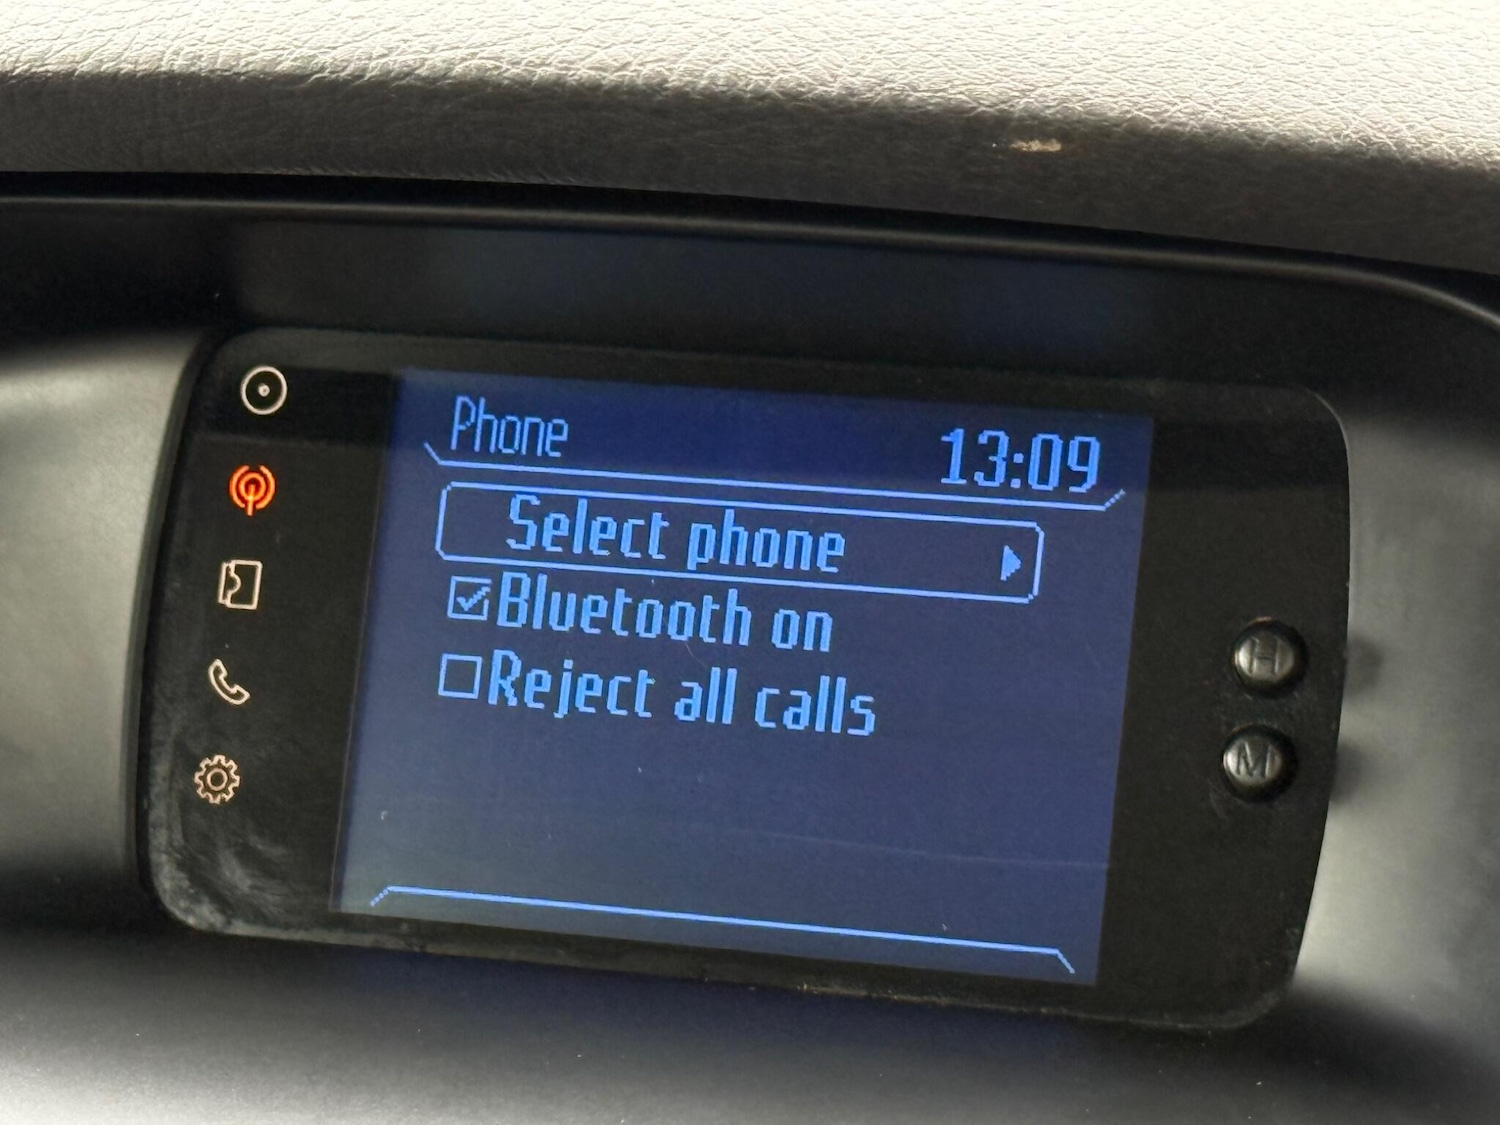 Phone
13:09
Select phone
Bluetooth on
Reject all calls
H
M